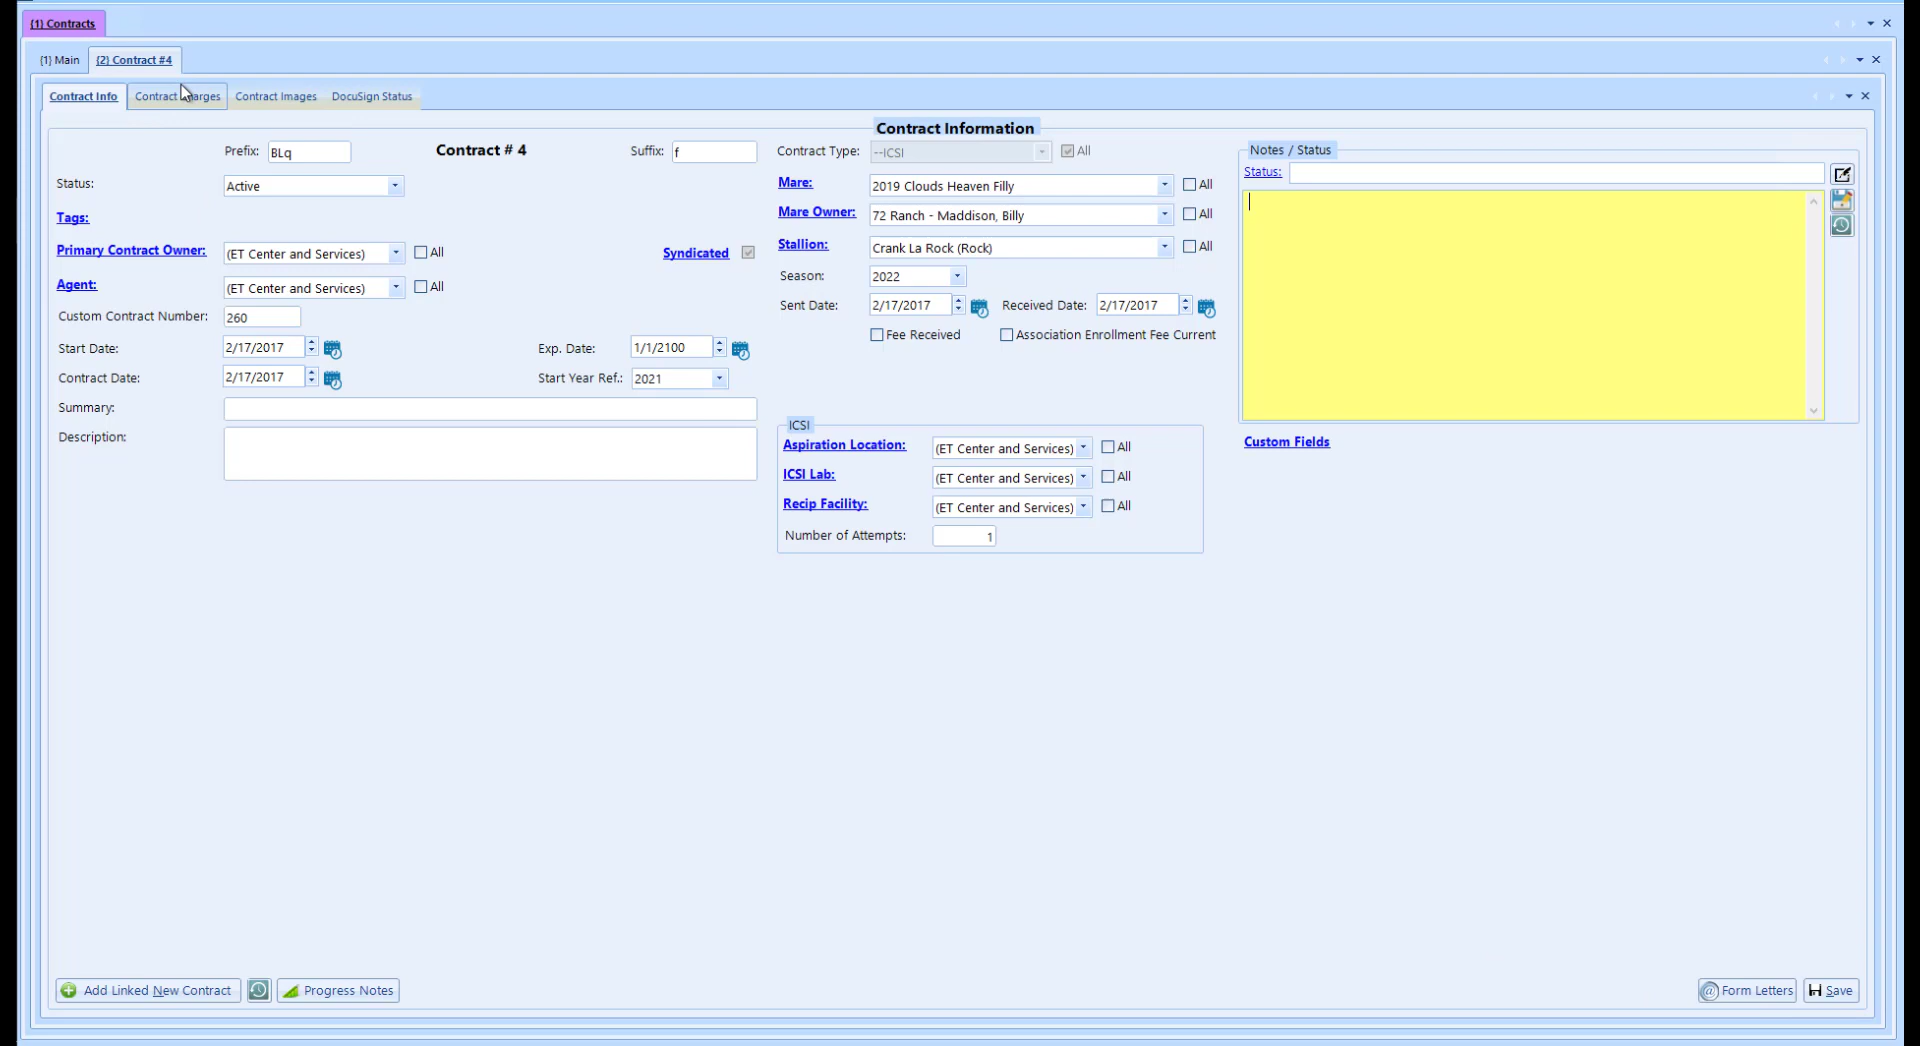 {1} Contracts
{1} Main {2} Contract #4
Contract Info Contract Contract Images DocuSign Status
Contract Information
Prefix: BLq Contract # 4 Suffix: f
Status: Active
Tags:
Primary Contract Owner: (ET Center and Services) All Syndicated
Agent: (ET Center and Services) All
Custom Contract Number: 260
Start Date: 2/17/2017 Exp. Date: 1/1/2100
Contract Date: 2/17/2017 Start Year Ref.: 2021
Summary:
Description:
Contract Type: --ICSI All
Mare: 2019 Clouds Heaven Filly All
Mare Owner: 72 Ranch - Maddison, Billy All
Stallion: Crank La Rock (Rock) All
Season: 2022
Sent Date: 2/17/2017 Received Date: 2/17/2017
Fee Received Association Enrollment Fee Current
ICSI
Aspiration Location: (ET Center and Services) All
ICSI Lab: (ET Center and Services) All
Recip Facility: (ET Center and Services) All
Number of Attempts: 1
Notes / Status
Status:
Custom Fields
Add Linked New Contract Progress Notes Form Letters Save